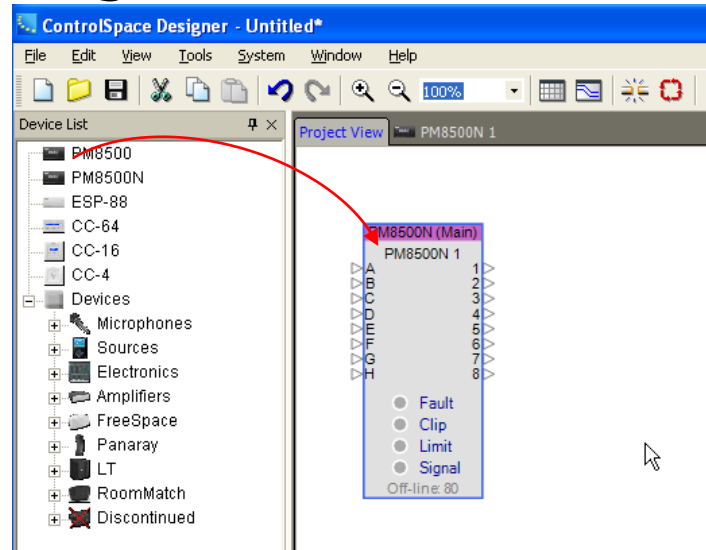 ControlSpace Designer - Untitled*
File Edit View Tools System Window Help
100%
Device List
Project View PM8500N 1
PM8500
PM8500N
ESP-88
CC-64
CC-16
CC-4
Devices
Microphones
Sources
Electronics
Amplifiers
FreeSpace
Panaray
LT
RoomMatch
Discontinued
PM8500N (Main)
PM8500N 1
A 1
B 2
C 3
D 4
E 5
F 6
G 7
H 8
Fault
Clip
Limit
Signal
Off-line: 80